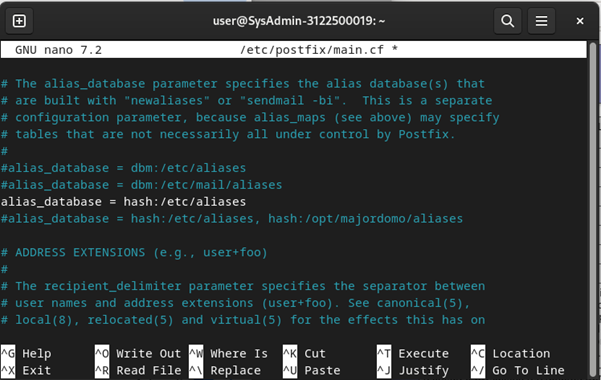 user@SysAdmin-3122500019: ~
GNU nano 7.2 /etc/postfix/main.cf *
# The alias_database parameter specifies the alias database(s) that
# are built with "newaliases" or "sendmail -bi".  This is a separate
# configuration parameter, because alias_maps (see above) may specify
# tables that are not necessarily all under control by Postfix.
#
#alias_database = dbm:/etc/aliases
#alias_database = dbm:/etc/mail/aliases
alias_database = hash:/etc/aliases
#alias_database = hash:/etc/aliases, hash:/opt/majordomo/aliases
# ADDRESS EXTENSIONS (e.g., user+foo)
#
# The recipient_delimiter parameter specifies the separator between
# user names and address extensions (user+foo). See canonical(5),
# local(8), relocated(5) and virtual(5) for the effects this has on
^G Help ^O Write Out ^W Where Is ^K Cut ^T Execute ^C Location
^X Exit ^R Read File ^\ Replace ^U Paste ^J Justify ^/ Go To Line